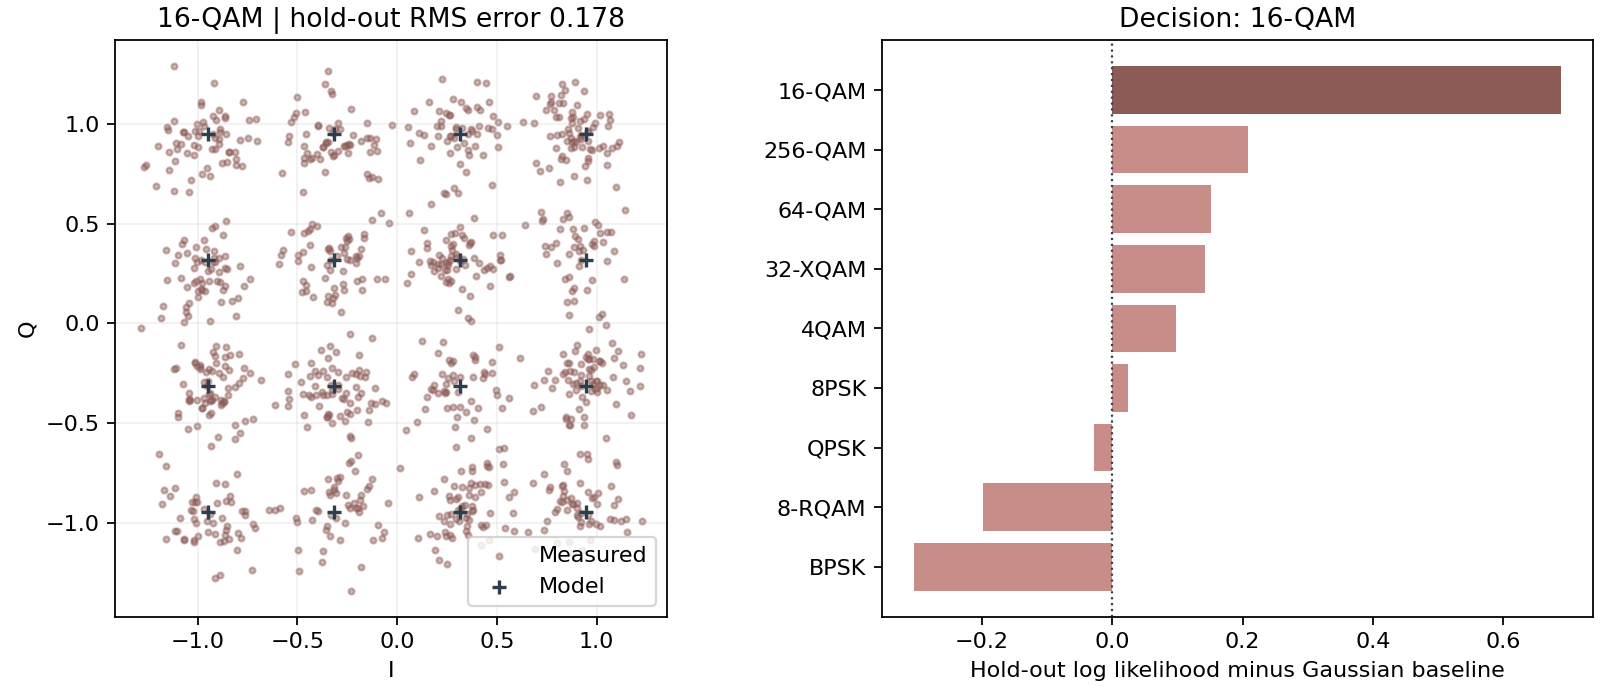 16-QAM | hold-out RMS error 0.178
1.0
0.5
0.0
−0.5
−1.0
Q
−1.0
−0.5
0.0
0.5
1.0
I
Measured
Model
Decision: 16-QAM
16-QAM
256-QAM
64-QAM
32-XQAM
4QAM
8PSK
QPSK
8-RQAM
BPSK
−0.2
0.0
0.2
0.4
0.6
Hold-out log likelihood minus Gaussian baseline